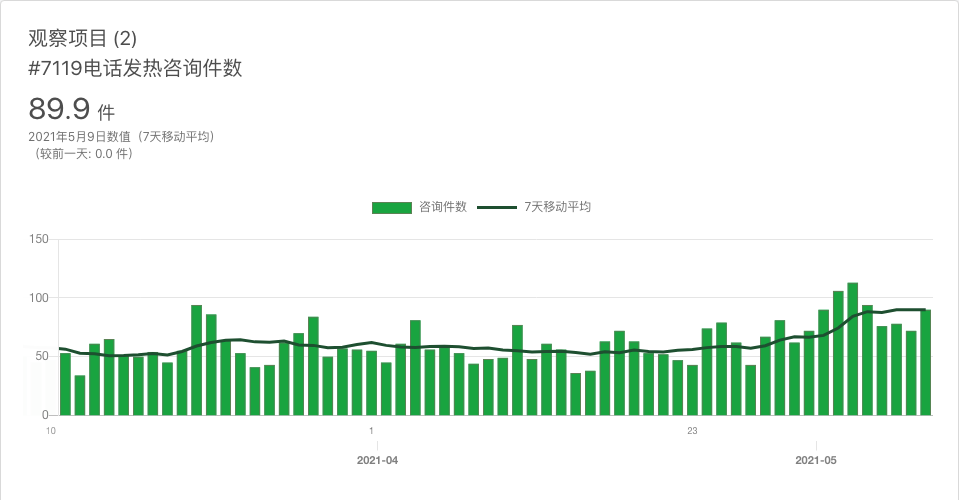 观察项目 (2)
#7119电话发热咨询件数
89.9 件
2021年5月9日数值（7天移动平均）
（较前一天: 0.0 件）
咨询件数 7天移动平均
150
100
50
0
10 1 23
2021-04 2021-05